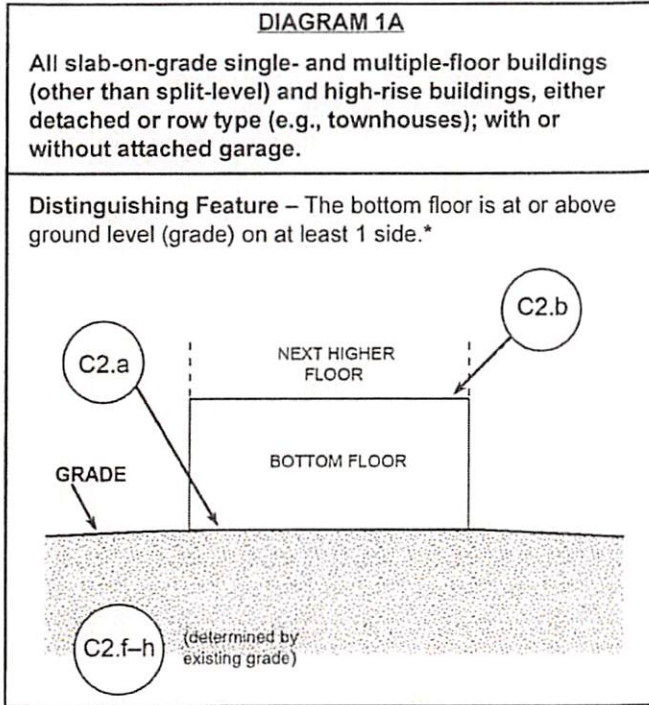 DIAGRAM 1A
All slab-on-grade single- and multiple-floor buildings
(other than split-level) and high-rise buildings, either
detached or row type (e.g., townhouses); with or
without attached garage.
Distinguishing Feature – The bottom floor is at or above
ground level (grade) on at least 1 side.*
C2.b
C2.a
NEXT HIGHER
FLOOR
BOTTOM FLOOR
GRADE
C2.f–h
(determined by
existing grade)